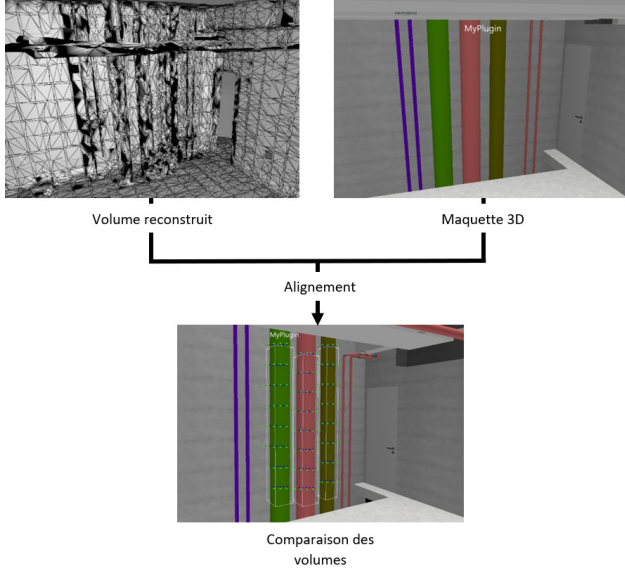 MyPlugin
Volume reconstruit
Maquette 3D
Alignement
MyPlugin
Comparaison des
volumes